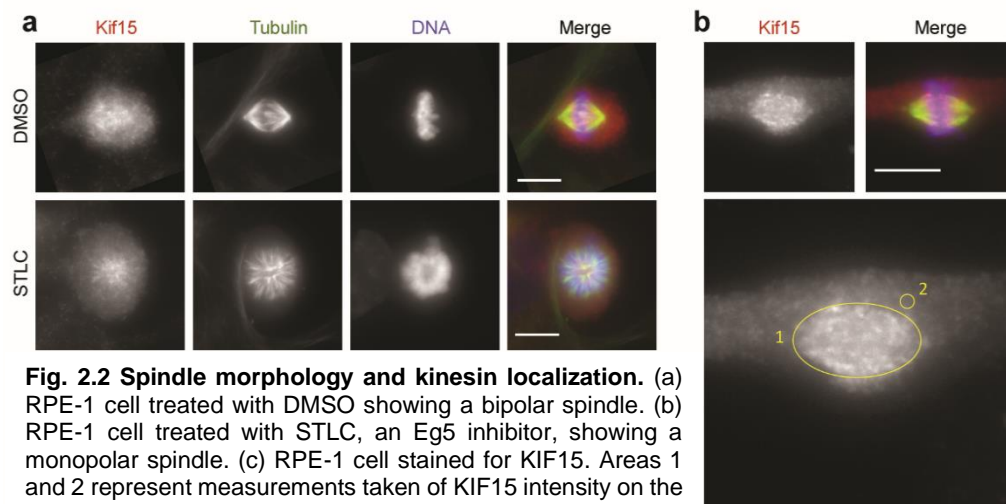 a
b
Kif15 Tubulin DNA Merge
Kif15 Merge
DMSO
STLC
1
2
Fig. 2.2 Spindle morphology and kinesin localization. (a)
RPE-1 cell treated with DMSO showing a bipolar spindle. (b)
RPE-1 cell treated with STLC, an Eg5 inhibitor, showing a
monopolar spindle. (c) RPE-1 cell stained for KIF15. Areas 1
and 2 represent measurements taken of KIF15 intensity on the